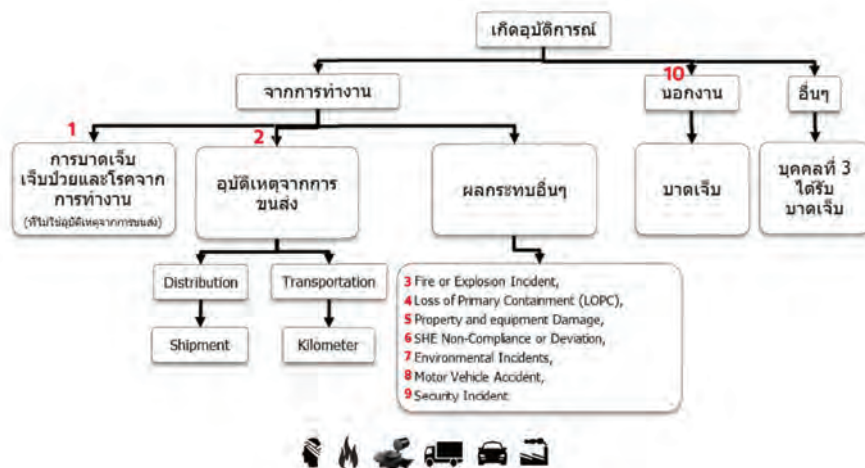 เกิดอุบัติการณ์
จากการทำงาน
10
นอกงาน
อื่นๆ
1
การบาดเจ็บ
เจ็บป่วยและโรคจาก
การทำงาน
(ที่ไม่ใช่อุบัติเหตุจากการขนส่ง)
2
อุบัติเหตุจากการ
ขนส่ง
ผลกระทบอื่นๆ
บาดเจ็บ
บุคคลที่ 3
ได้รับ
บาดเจ็บ
Distribution
Transportation
Shipment
Kilometer
3 Fire or Explosion Incident,
4 Loss of Primary Containment (LOPC),
5 Property and equipment Damage,
6 SHE Non-Compliance or Deviation,
7 Environmental Incidents,
8 Motor Vehicle Accident,
9 Security Incident